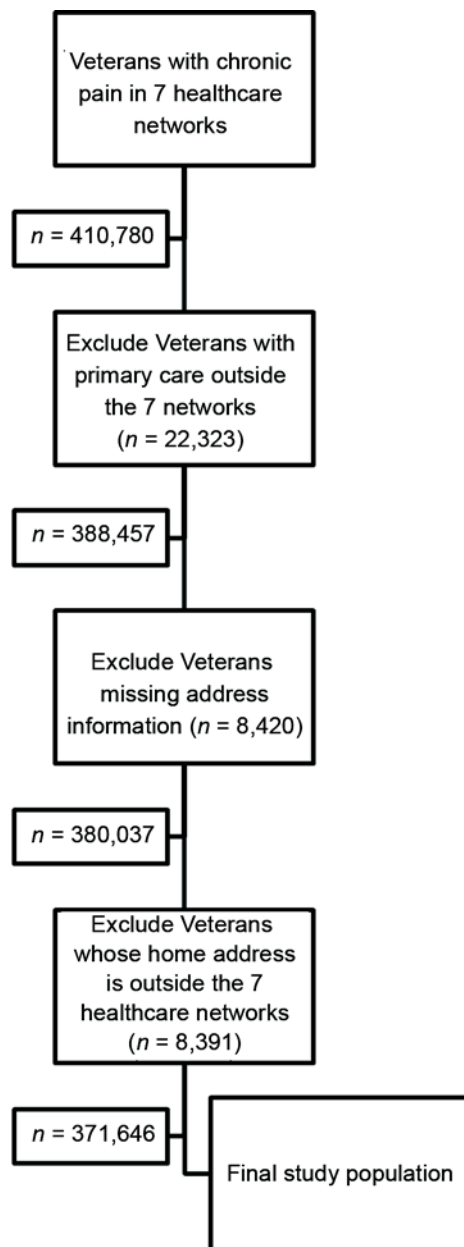 Veterans with chronic
pain in 7 healthcare
networks
n = 410,780
Exclude Veterans with
primary care outside
the 7 networks
(n = 22,323)
n = 388,457
Exclude Veterans
missing address
information (n = 8,420)
n = 380,037
Exclude Veterans
whose home address
is outside the 7
healthcare networks
(n = 8,391)
n = 371,646
Final study population